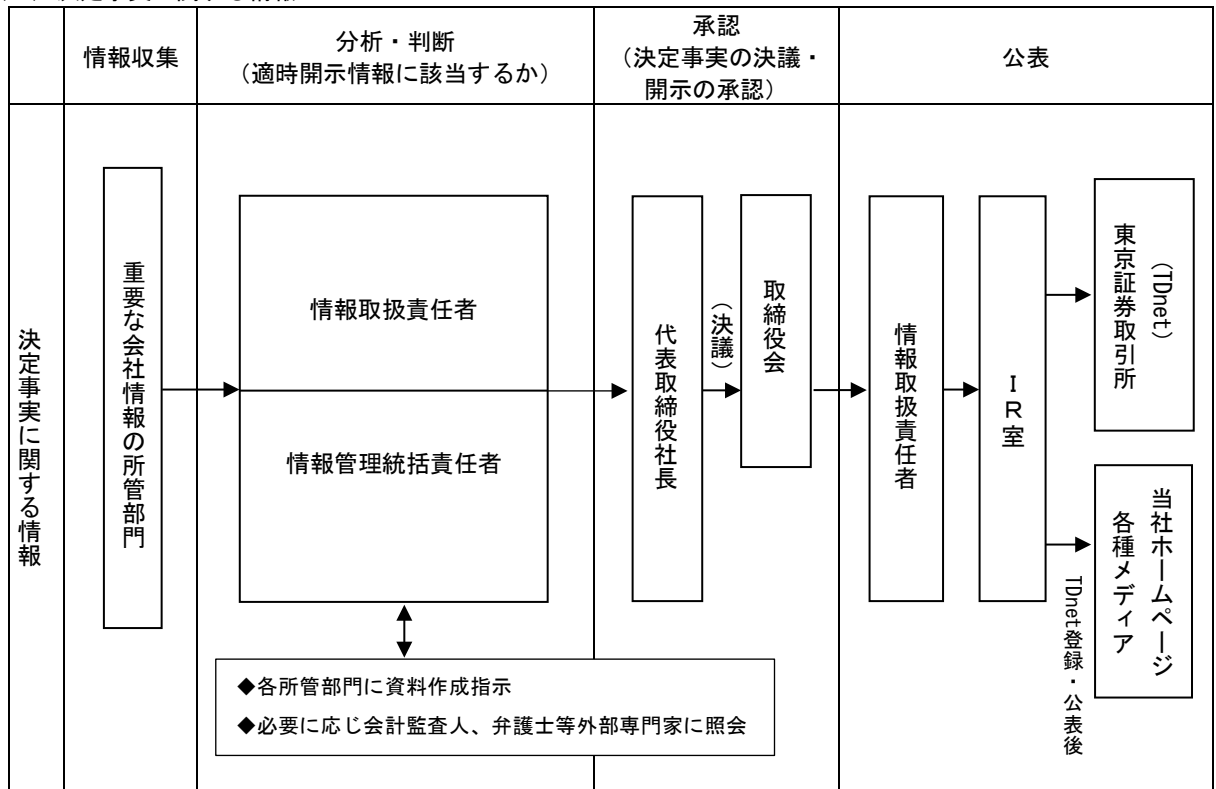 情報収集
分析・判断
（適時開示情報に該当するか）
承認
（決定事実の決議・
開示の承認）
公表
決定事実に関する情報
重要な会社情報の所管部門
情報取扱責任者
情報管理統括責任者
◆各所管部門に資料作成指示
◆必要に応じ会計監査人、弁護士等外部専門家に照会
代表取締役社長
（決議）
取締役会
情報取扱責任者
ＩＲ室
東京証券取引所
（TDnet）
TDnet登録・公表後
当社ホームページ
各種メディア